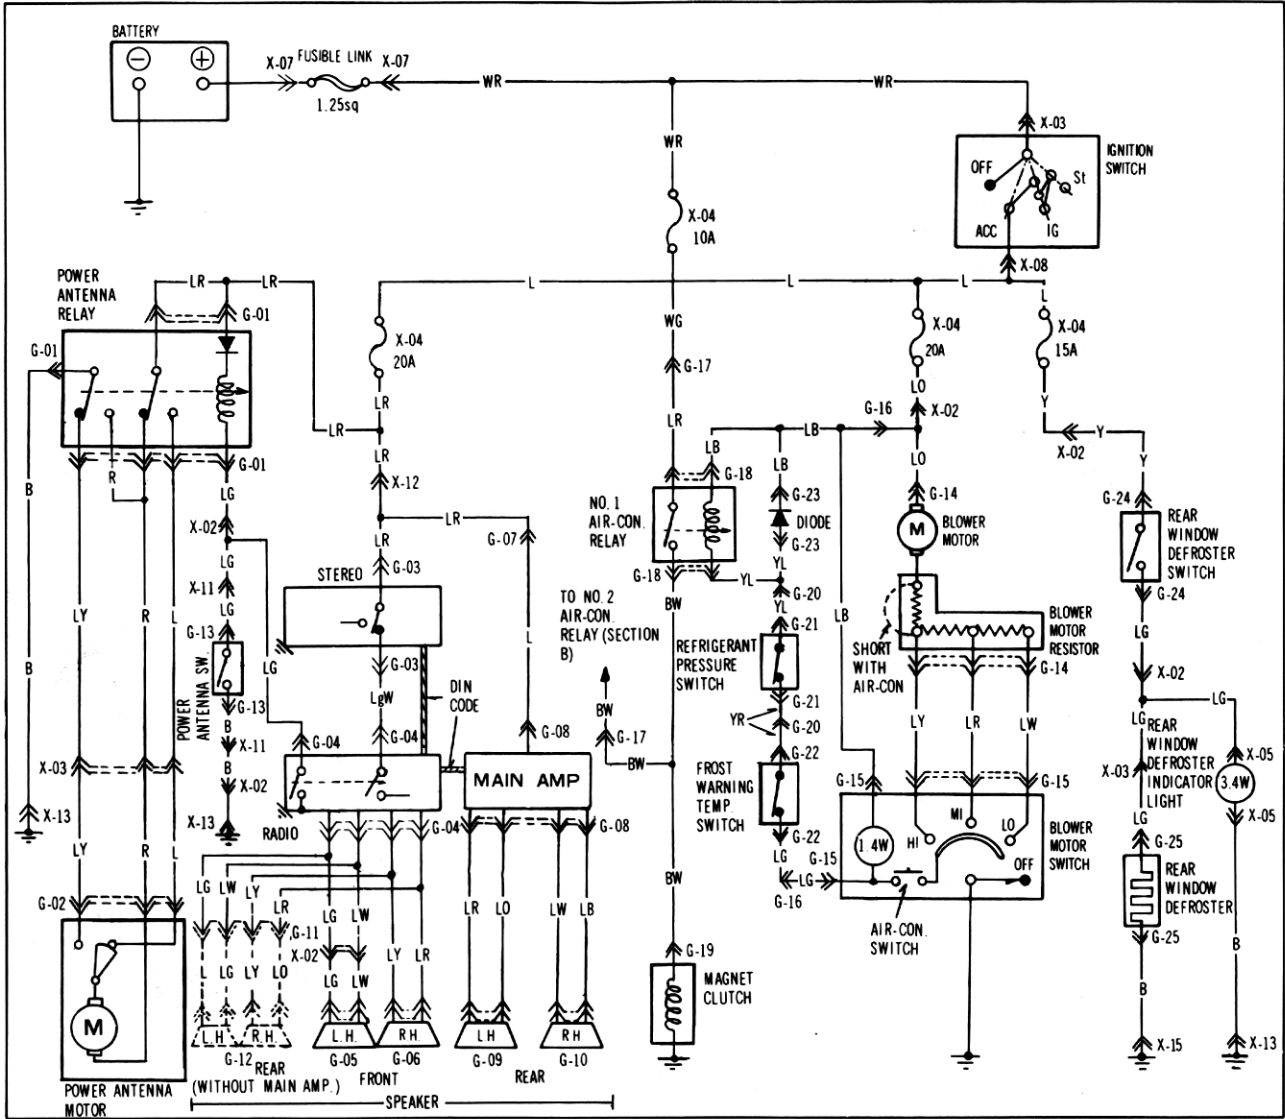 BATTERY
X-07
FUSIBLE LINK
X-07
1.25sq
WR
WR
X-03
IGNITION
SWITCH
OFF
St
ACC
IG
X-08
WR
X-04
10A
POWER
ANTENNA
RELAY
LR
LR
L
L
L
L
G-01
G-01
X-04
20A
WG
X-04
20A
X-04
15A
G-17
LR
LR
LO
Y
G-16
X-02
LR
LB
LB
Y
X-02
G-01
R
LR
LB
LO
Y
B
LG
X-12
G-18
G-23
G-14
G-24
X-02
LR
NO. 1
AIR-CON.
RELAY
DIODE
M
BLOWER
MOTOR
REAR
WINDOW
DEFROSTER
SWITCH
LG
LR
G-07
G-23
X-11
G-03
G-18
YL
YL
STEREO
G-20
G-24
LG
BW
YL
LY
R
L
G-13
TO NO. 2
AIR-CON.
RELAY (SECTION
B)
G-21
LB
BLOWER
MOTOR
RESISTOR
LG
L
REFRIGERANT
PRESSURE
SWITCH
SHORT
WITH
AIR-CON
B
LG
G-03
G-14
X-02
POWER
ANTENNA SW.
G-13
LgW
DIN
CODE
G-21
LG
B
BW
YR
G-20
LY
LR
LW
LG
X-11
G-04
G-04
G-08
G-17
G-22
REAR
WINDOW
DEFROSTER
INDICATOR
LIGHT
B
BW
X-03
X-02
MAIN AMP
FROST
WARNING
TEMP.
SWITCH
G-15
G-15
X-03
3.4W
X-05
X-05
X-13
X-13
RADIO
G-04
G-08
G-22
MI
HI
LO
BLOWER
MOTOR
SWITCH
LG
1.4W
OFF
G-15
G-25
LY
R
L
LG
LW
LY
LR
LG
LG
G-16
REAR
WINDOW
DEFROSTER
BW
AIR-CON.
SWITCH
G-02
G-11
LG
LW
LR
LO
LW
LB
G-25
B
X-02
LY
LR
G-19
L
LG
LY
LO
LG
LW
MAGNET
CLUTCH
B
M
L.H.
R.H.
L.H.
R H
L H
R H
G-12
G-05
G-06
G-09
G-10
X-15
X-13
REAR
(WITHOUT MAIN AMP.)
FRONT
REAR
POWER ANTENNA
MOTOR
SPEAKER